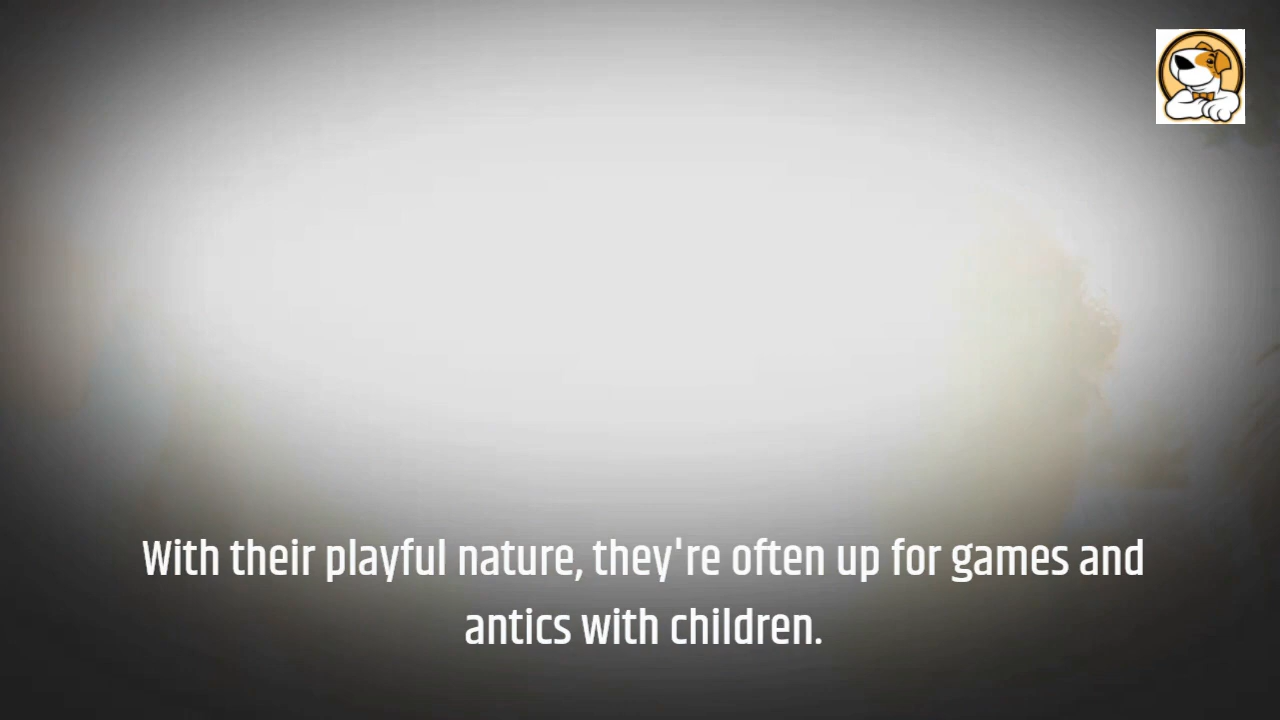 With their playful nature, they're often up for games and
antics with children.